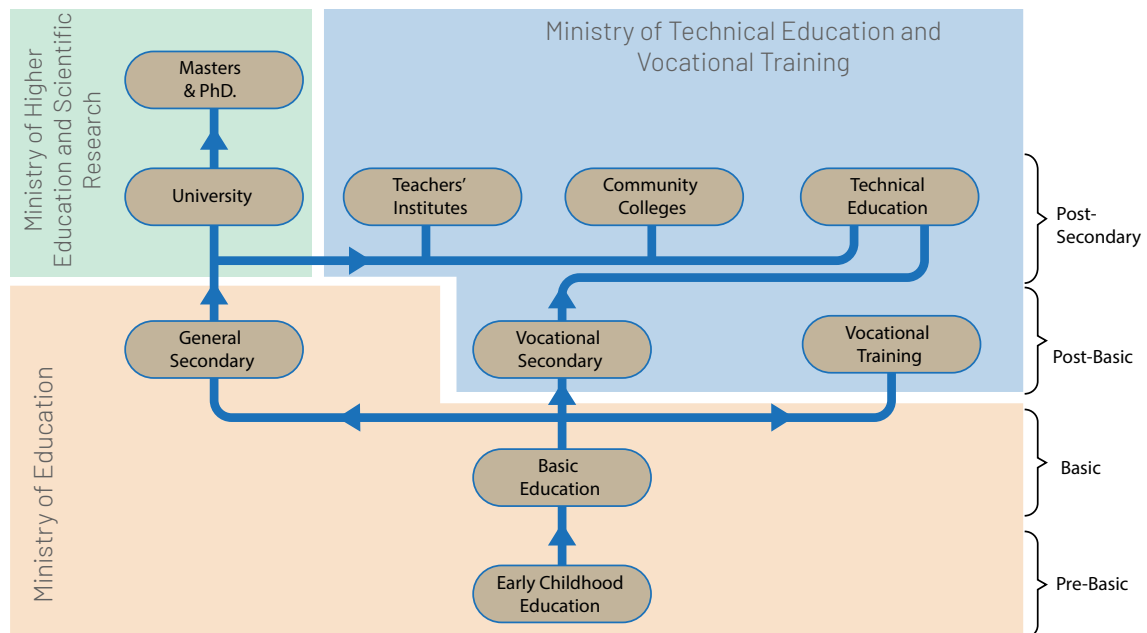 Ministry of Higher
Education and Scientific
Research
Ministry of Technical Education and
Vocational Training
Masters
& PhD.
University
Teachers'
Institutes
Community
Colleges
Technical
Education
Post-
Secondary
General
Secondary
Vocational
Secondary
Vocational
Training
Post-Basic
Ministry of Education
Basic
Education
Basic
Early Childhood
Education
Pre-Basic